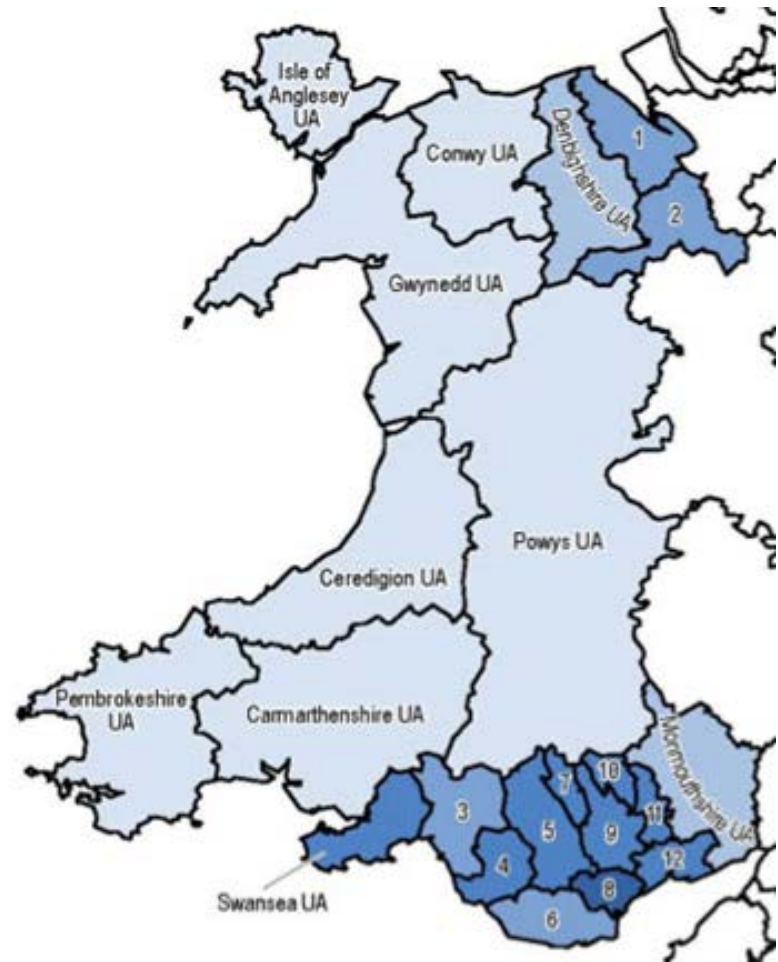 Isle of
Anglesey
UA
Conwy UA
Denbighshire UA
1
2
Gwynedd UA
Powys UA
Ceredigion UA
Pembrokeshire
UA
Carmarthenshire UA
Monmouthshire UA
10
7
3
11
5
9
4
12
8
Swansea UA
6